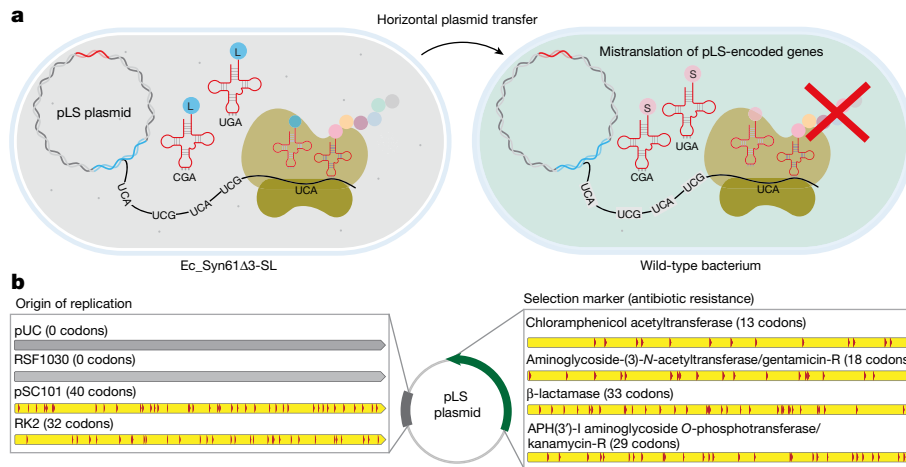 a
Horizontal plasmid transfer
pLS plasmid
L
L
UGA
CGA
UCA
UCG
UCA
UCG
UCA
Ec_Syn61Δ3-SL
Mistranslation of pLS-encoded genes
S
S
UGA
CGA
UCA
UCG
UCA
UCG
UCA
Wild-type bacterium
b
Origin of replication
pUC (0 codons)
RSF1030 (0 codons)
pSC101 (40 codons)
RK2 (32 codons)
pLS
plasmid
Selection marker (antibiotic resistance)
Chloramphenicol acetyltransferase (13 codons)
Aminoglycoside-(3)-N-acetyltransferase/gentamicin-R (18 codons)
β-lactamase (33 codons)
APH(3′)-I aminoglycoside O-phosphotransferase/
kanamycin-R (29 codons)